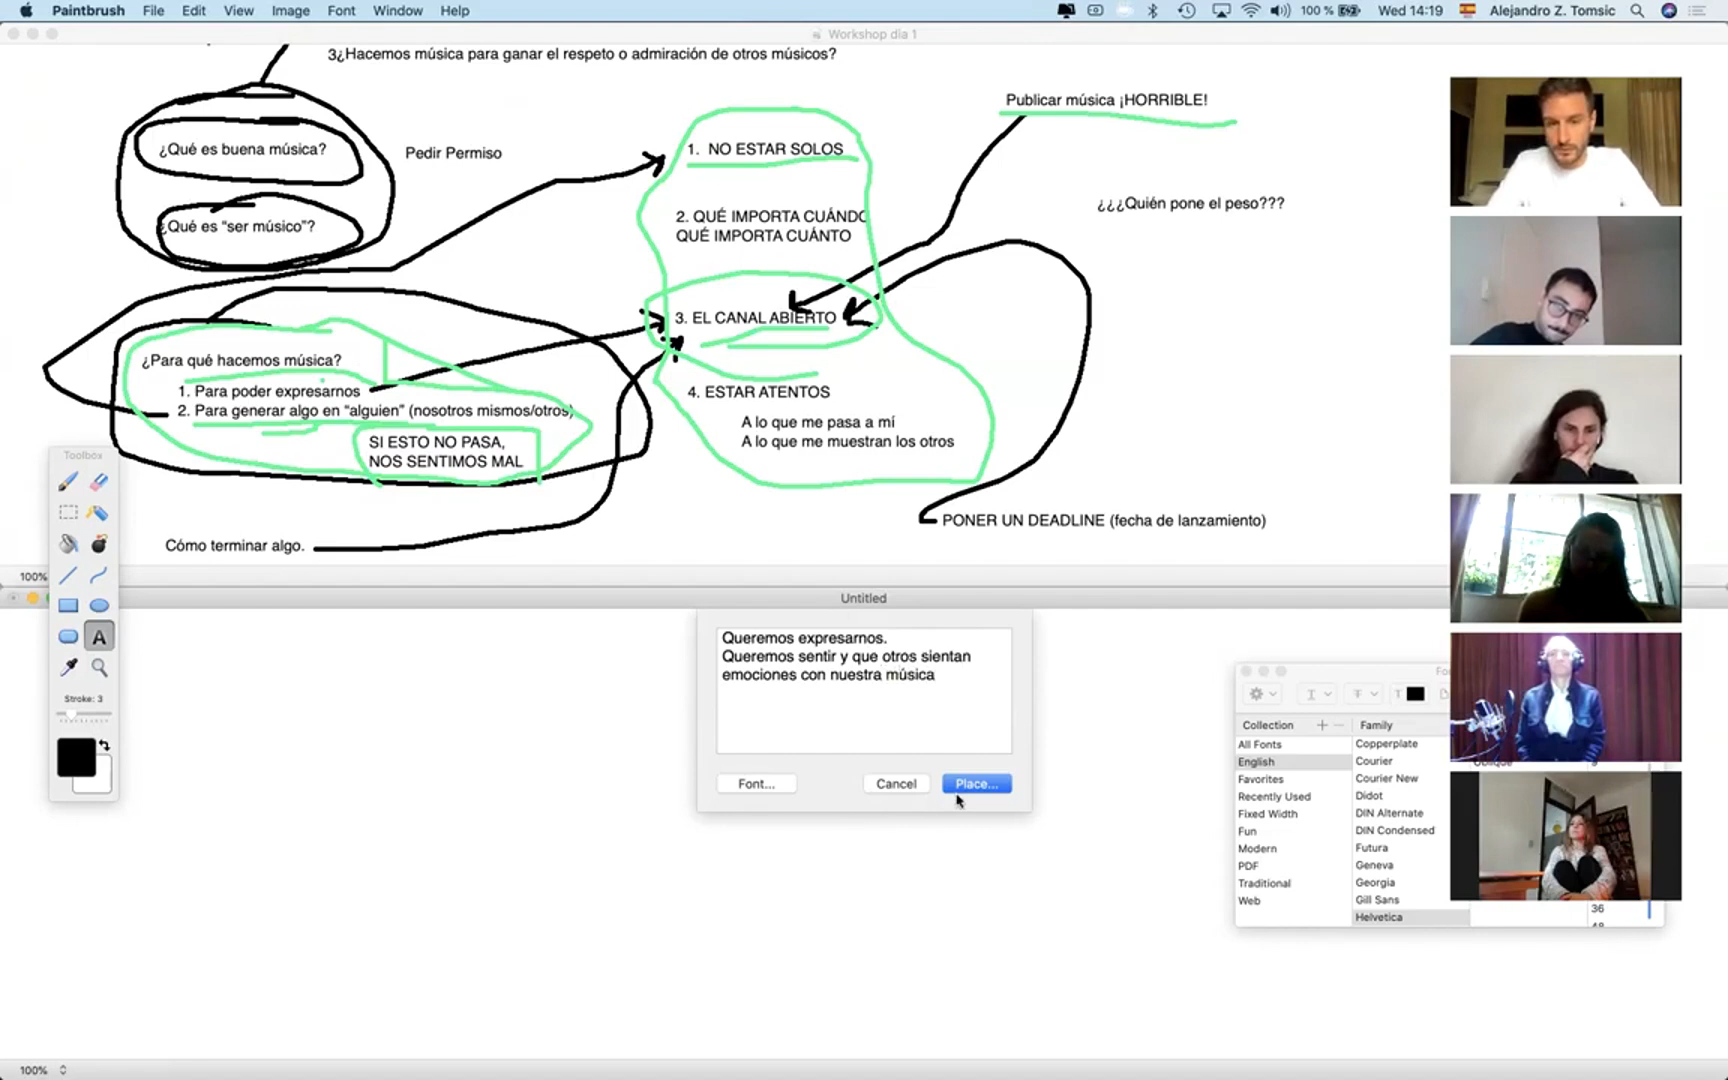 Paintbrush File Edit View Image Font Window Help
100 % Wed 14:19 Alejandro Z. Tomsic
Workshop día 1
3¿Hacemos música para ganar el respeto o admiración de otros músicos?
¿Qué es buena música?
Pedir Permiso
¿Qué es “ser músico”?
1. NO ESTAR SOLOS
2. QUÉ IMPORTA CUÁNDO
QUÉ IMPORTA CUÁNTO
3. EL CANAL ABIERTO
4. ESTAR ATENTOS
A lo que me pasa a mí
A lo que me muestran los otros
Publicar música ¡HORRIBLE!
¿¿¿Quién pone el peso???
¿Para qué hacemos música?
1. Para poder expresarnos
2. Para generar algo en “alguien” (nosotros mismos/otros)
SI ESTO NO PASA,
NOS SENTIMOS MAL
PONER UN DEADLINE (fecha de lanzamiento)
Cómo terminar algo.
Toolbox
A
Stroke: 3
100%
Untitled
Queremos expresarnos.
Queremos sentir y que otros sientan
emociones con nuestra música
Font...
Cancel
Place...
Collection
All Fonts
English
Favorites
Recently Used
Fixed Width
Fun
Modern
PDF
Traditional
Web
Family
Copperplate
Courier
Courier New
Didot
DIN Alternate
DIN Condensed
Futura
Geneva
Georgia
Gill Sans
Helvetica
36
100%